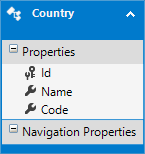 Country
Properties
Id
Name
Code
Navigation Properties